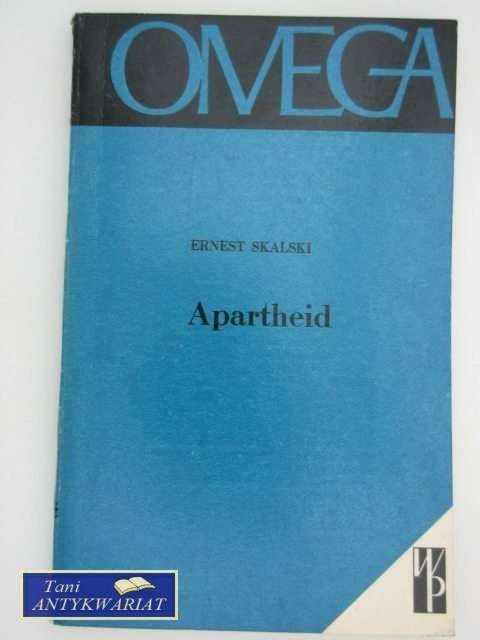 OMEGA
ERNEST SKALSKI
Apartheid
WP
Tani
ANTYKWARIAT